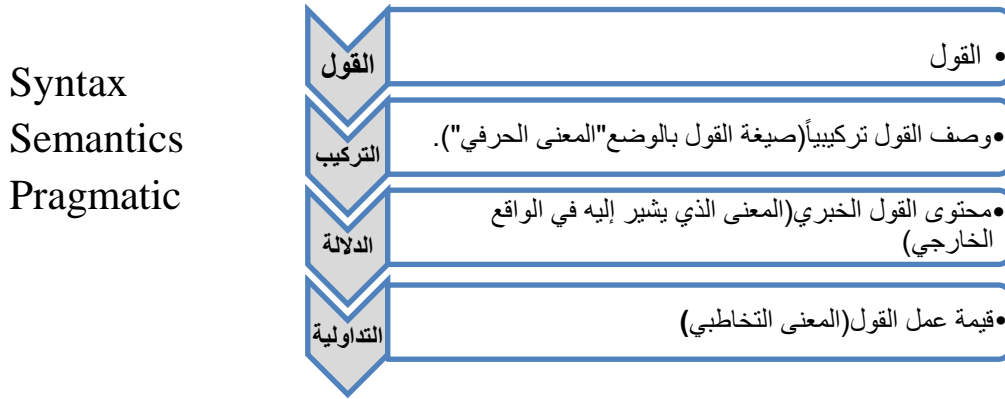 Syntax
Semantics
Pragmatic
القول
• القول
التركيب
•وصف القول تركيبياً(صيغة القول بالوضع"المعنى الحرفي").
الدلالة
•محتوى القول الخبري(المعنى الذي يشير إليه في الواقع
الخارجي)
التداولية
•قيمة عمل القول(المعنى التخاطبي)